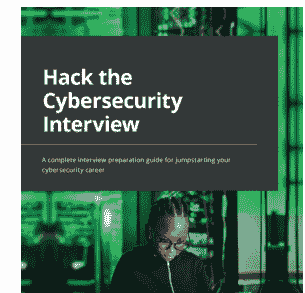 Hack the
Cybersecurity
Interview
A complete interview preparation guide for jumpstarting your
cybersecurity career